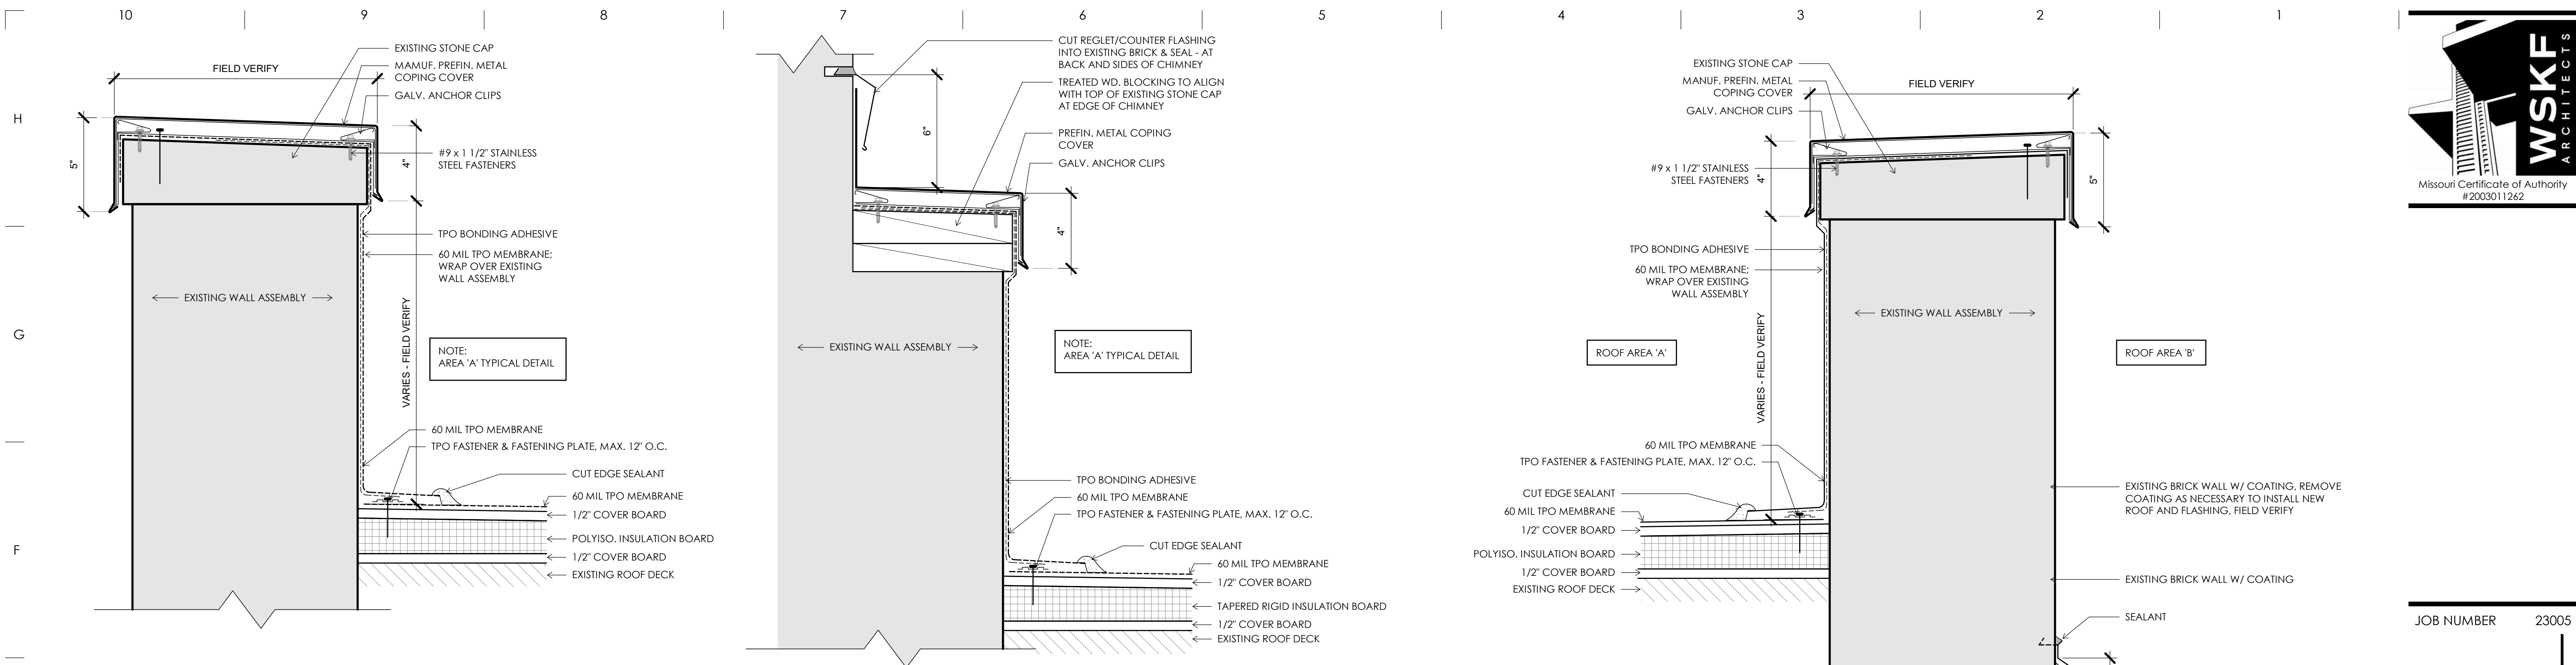 10
9
8
7
6
5
4
3
2
1
H
G
F
FIELD VERIFY
EXISTING STONE CAP
MAMUF. PREFIN. METAL
COPING COVER
GALV. ANCHOR CLIPS
5"
4"
#9 x 1 1/2" STAINLESS
STEEL FASTENERS
TPO BONDING ADHESIVE
60 MIL TPO MEMBRANE;
WRAP OVER EXISTING
WALL ASSEMBLY
EXISTING WALL ASSEMBLY
VARIES - FIELD VERIFY
NOTE:
AREA 'A' TYPICAL DETAIL
60 MIL TPO MEMBRANE
TPO FASTENER & FASTENING PLATE, MAX. 12" O.C.
CUT EDGE SEALANT
60 MIL TPO MEMBRANE
1/2" COVER BOARD
POLYISO. INSULATION BOARD
1/2" COVER BOARD
EXISTING ROOF DECK
CUT REGLET/COUNTER FLASHING
INTO EXISTING BRICK & SEAL - AT
BACK AND SIDES OF CHIMNEY
TREATED WD. BLOCKING TO ALIGN
WITH TOP OF EXISTING STONE CAP
AT EDGE OF CHIMNEY
6"
PREFIN. METAL COPING
COVER
GALV. ANCHOR CLIPS
4"
EXISTING WALL ASSEMBLY
NOTE:
AREA 'A' TYPICAL DETAIL
TPO BONDING ADHESIVE
60 MIL TPO MEMBRANE
TPO FASTENER & FASTENING PLATE, MAX. 12" O.C.
CUT EDGE SEALANT
60 MIL TPO MEMBRANE
1/2" COVER BOARD
TAPERED RIGID INSULATION BOARD
1/2" COVER BOARD
EXISTING ROOF DECK
EXISTING STONE CAP
MANUF. PREFIN. METAL
COPING COVER
GALV. ANCHOR CLIPS
FIELD VERIFY
#9 x 1 1/2" STAINLESS
STEEL FASTENERS
4"
5"
TPO BONDING ADHESIVE
60 MIL TPO MEMBRANE;
WRAP OVER EXISTING
WALL ASSEMBLY
EXISTING WALL ASSEMBLY
VARIES - FIELD VERIFY
ROOF AREA 'A'
ROOF AREA 'B'
60 MIL TPO MEMBRANE
TPO FASTENER & FASTENING PLATE, MAX. 12" O.C.
CUT EDGE SEALANT
60 MIL TPO MEMBRANE
1/2" COVER BOARD
POLYISO. INSULATION BOARD
1/2" COVER BOARD
EXISTING ROOF DECK
EXISTING BRICK WALL W/ COATING, REMOVE
COATING AS NECESSARY TO INSTALL NEW
ROOF AND FLASHING, FIELD VERIFY
EXISTING BRICK WALL W/ COATING
SEALANT
WSKF
ARCHITECTS
Missouri Certificate of Authority
#2003011262
JOB NUMBER 23005